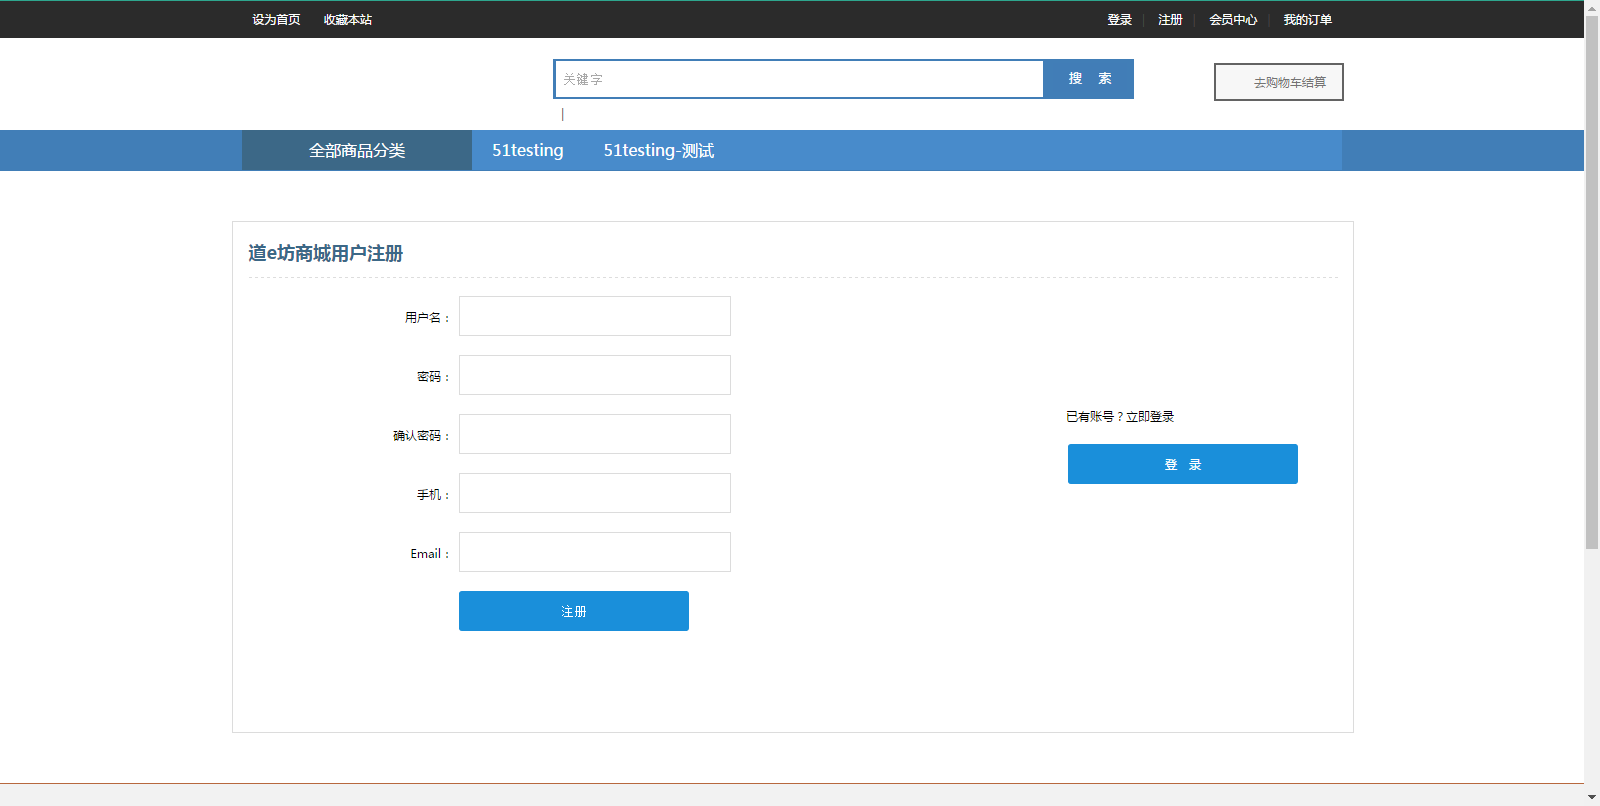 设为首页 收藏本站 登录 | 注册 | 会员中心 | 我的订单
关键字 搜 索 去购物车结算
|
全部商品分类 51testing 51testing-测试
道e坊商城用户注册
用户名：
密码：
确认密码：
手机：
Email：
注册
已有账号？立即登录
登 录